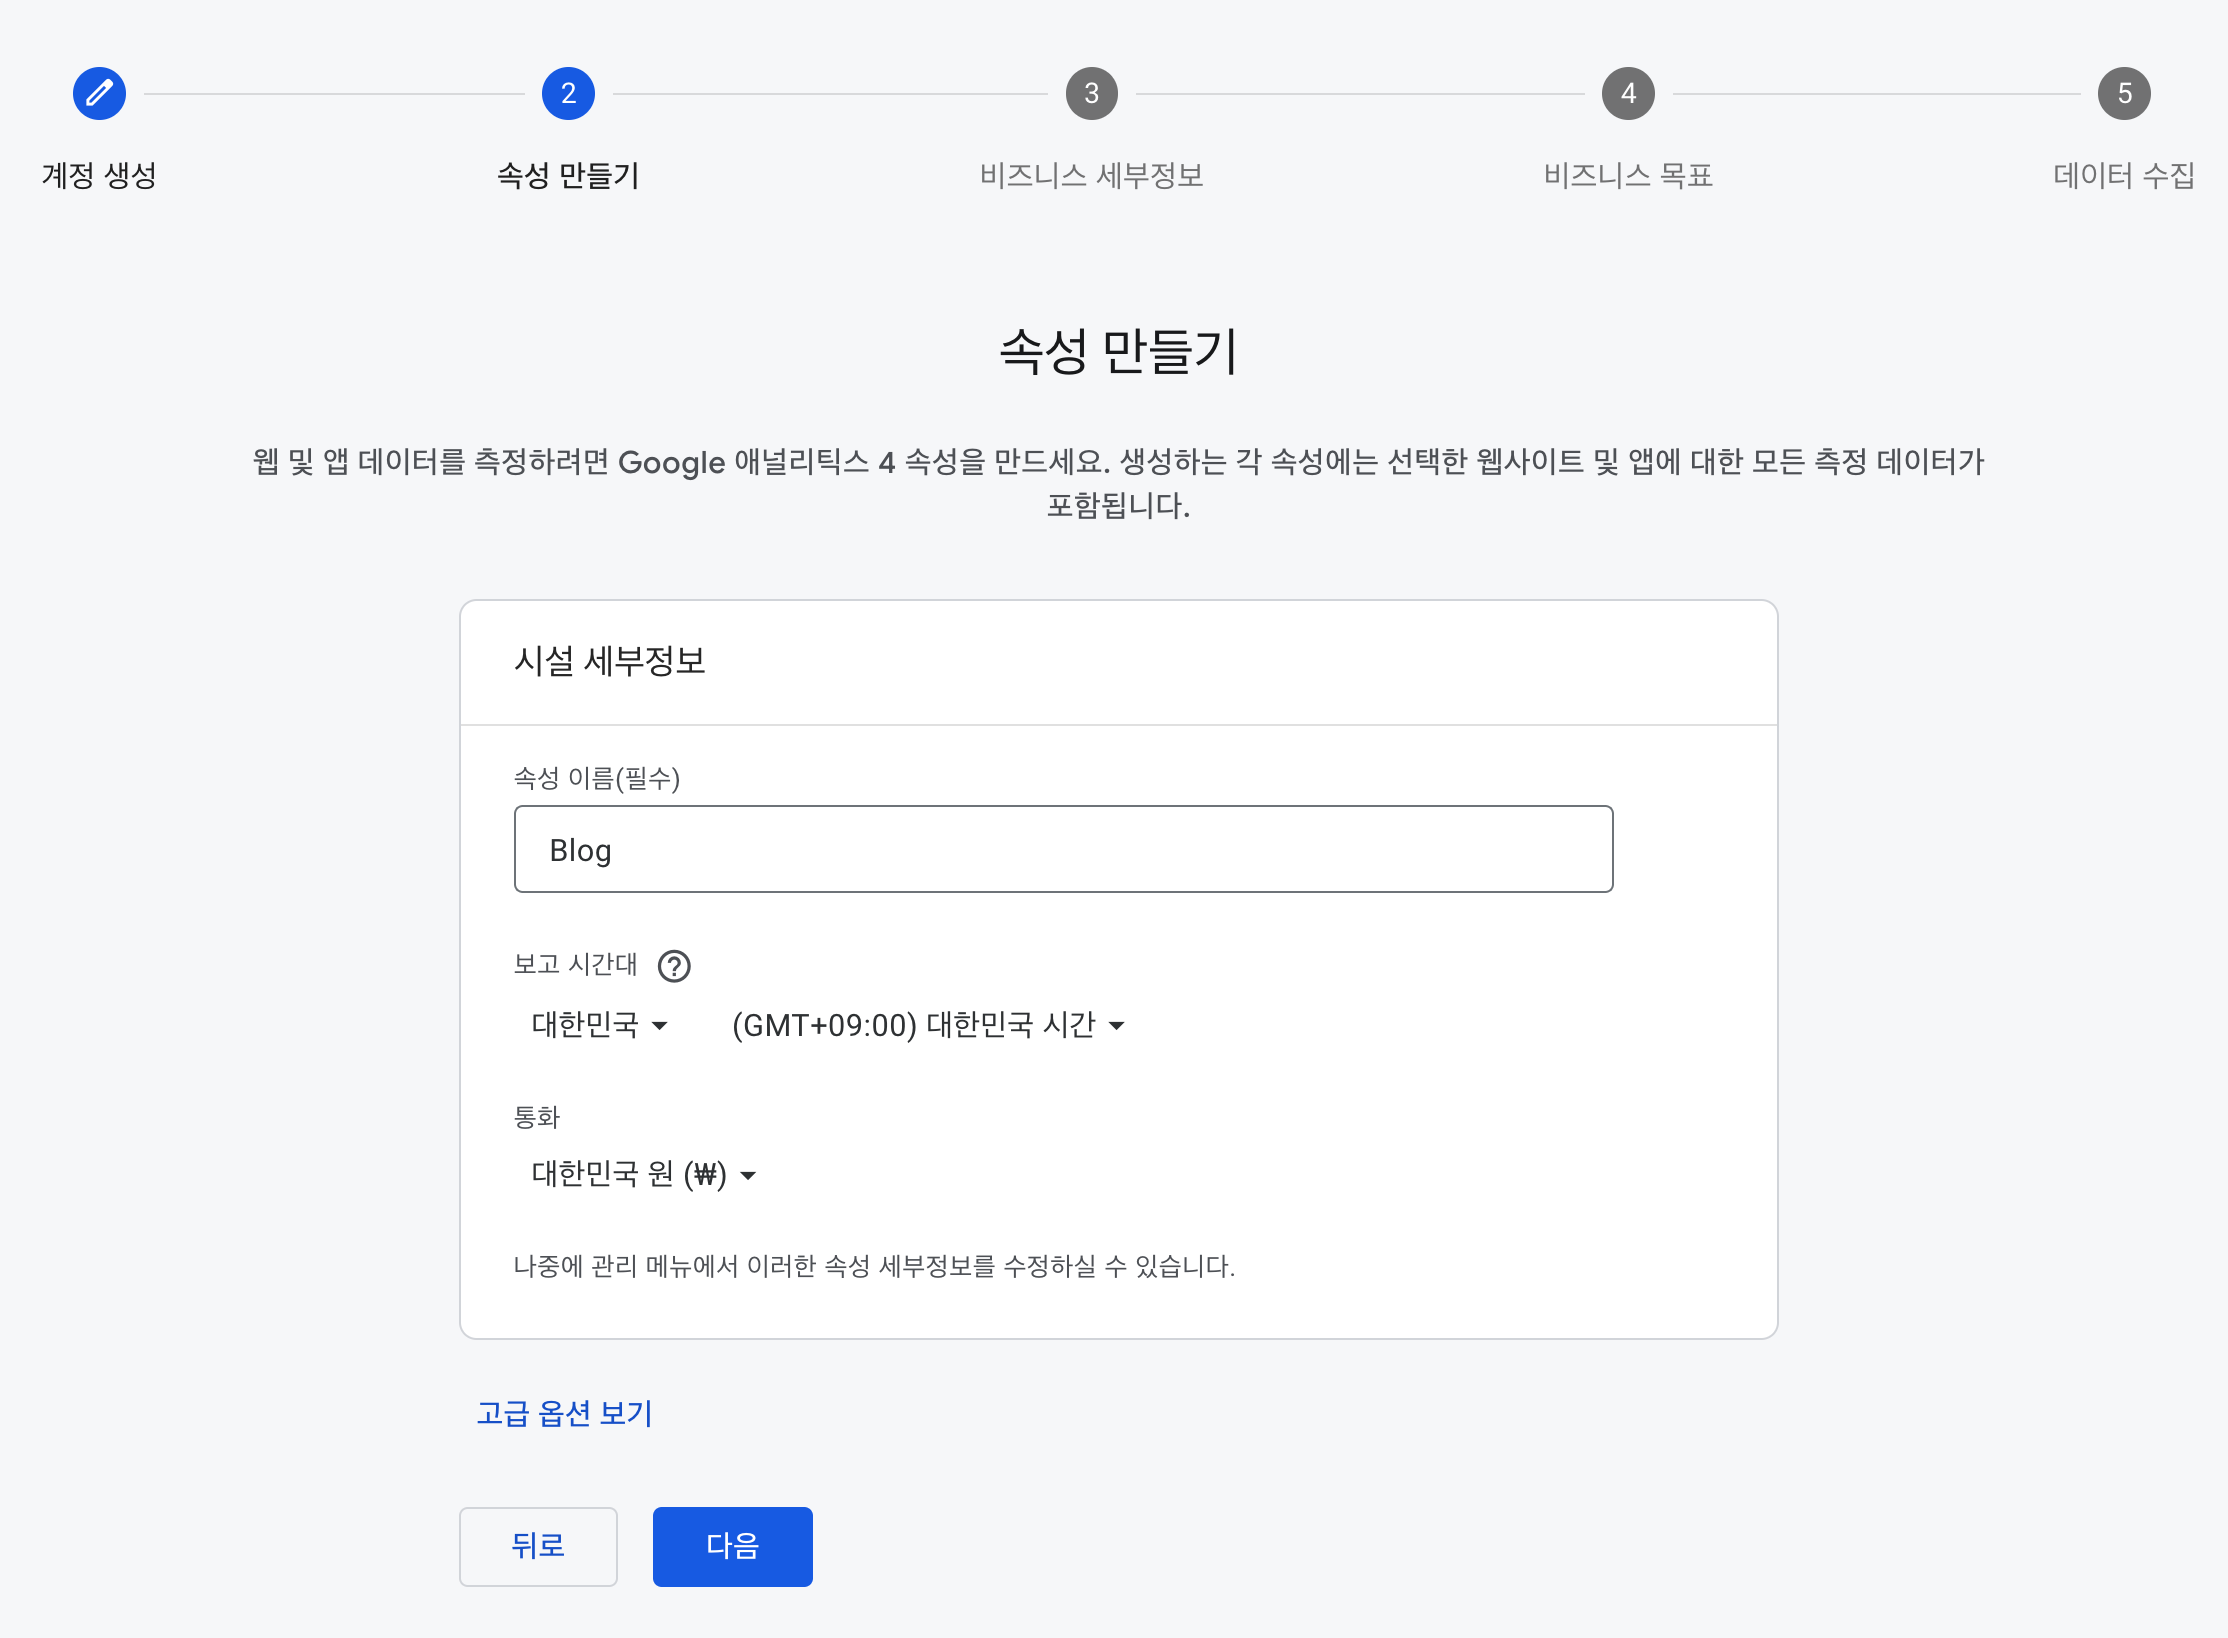 2
3
4
5
계정 생성
속성 만들기
비즈니스 세부정보
비즈니스 목표
데이터 수집
속성 만들기
웹 및 앱 데이터를 측정하려면 Google 애널리틱스 4 속성을 만드세요. 생성하는 각 속성에는 선택한 웹사이트 및 앱에 대한 모든 측정 데이터가
포함됩니다.
시설 세부정보
속성 이름(필수)
Blog
보고 시간대
대한민국 (GMT+09:00) 대한민국 시간
통화
대한민국 원 (₩)
나중에 관리 메뉴에서 이러한 속성 세부정보를 수정하실 수 있습니다.
고급 옵션 보기
뒤로
다음